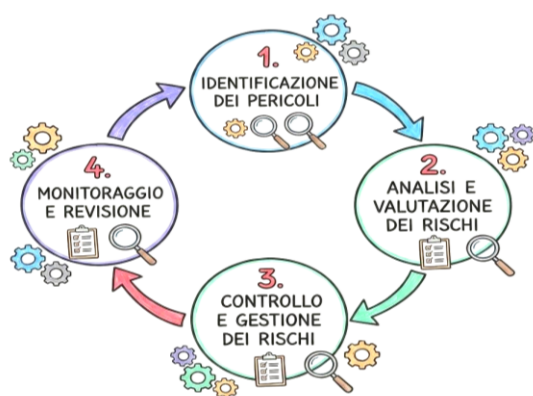 1.
IDENTIFICAZIONE
DEI PERICOLI
2.
ANALISI E
VALUTAZIONE
DEI RISCHI
3.
CONTROLLO
E GESTIONE
DEI RISCHI
4.
MONITORAGGIO
E REVISIONE